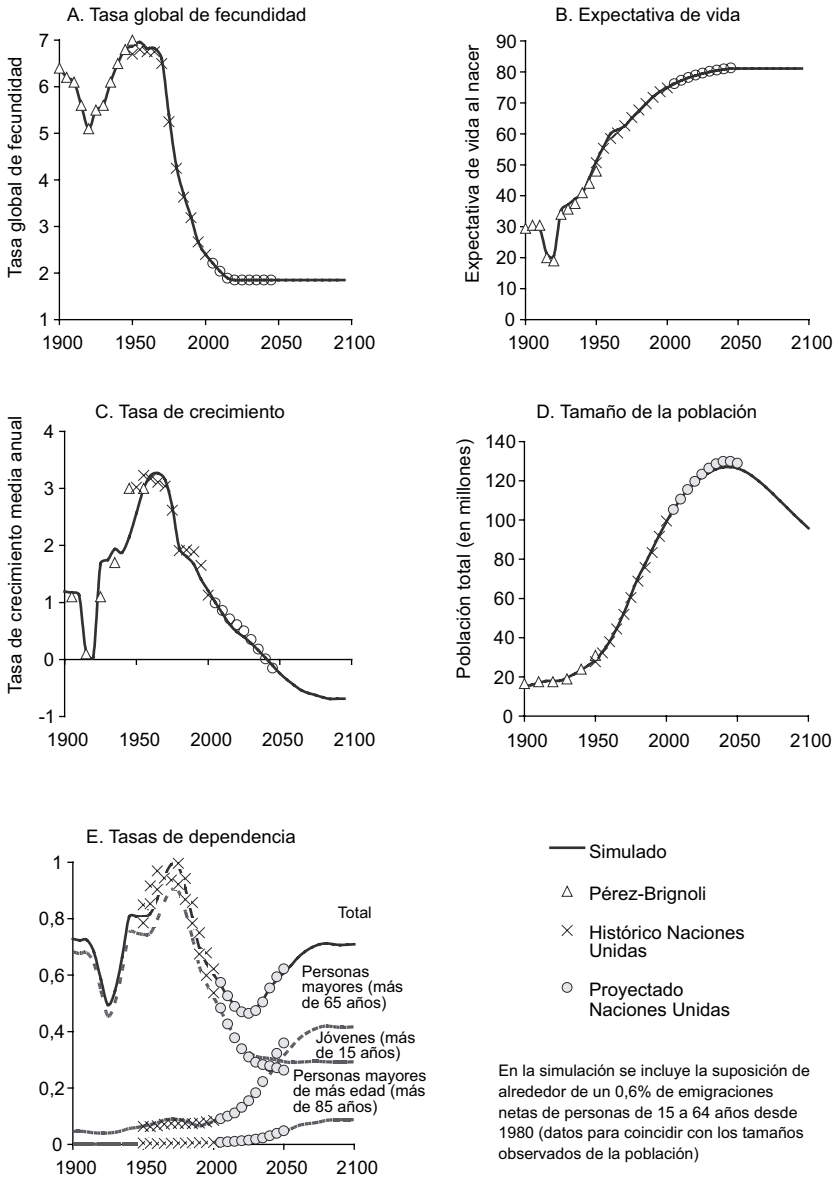 A. Tasa global de fecundidad
Tasa global de fecundidad
7
6
5
4
3
2
1
1900 1950 2000 2050 2100
B. Expectativa de vida
Expectativa de vida al nacer
90
80
70
60
50
40
30
20
10
0
1900 1950 2000 2050 2100
C. Tasa de crecimiento
Tasa de crecimiento media anual
4
3
2
1
0
-1
1900 1950 2000 2050 2100
D. Tamaño de la población
Población total (en millones)
140
120
100
80
60
40
20
0
1900 1950 2000 2050 2100
E. Tasas de dependencia
1
0,8
0,6
0,4
0,2
0
1900 1950 2000 2050 2100
Total
Personas
mayores (más
de 65 años)
Jóvenes (más
de 15 años)
Personas mayores
de más edad (más
de 85 años)
Simulado
Pérez-Brignoli
Histórico Naciones
Unidas
Proyectado
Naciones Unidas
En la simulación se incluye la suposición de
alrededor de un 0,6% de emigraciones
netas de personas de 15 a 64 años desde
1980 (datos para coincidir con los tamaños
observados de la población)